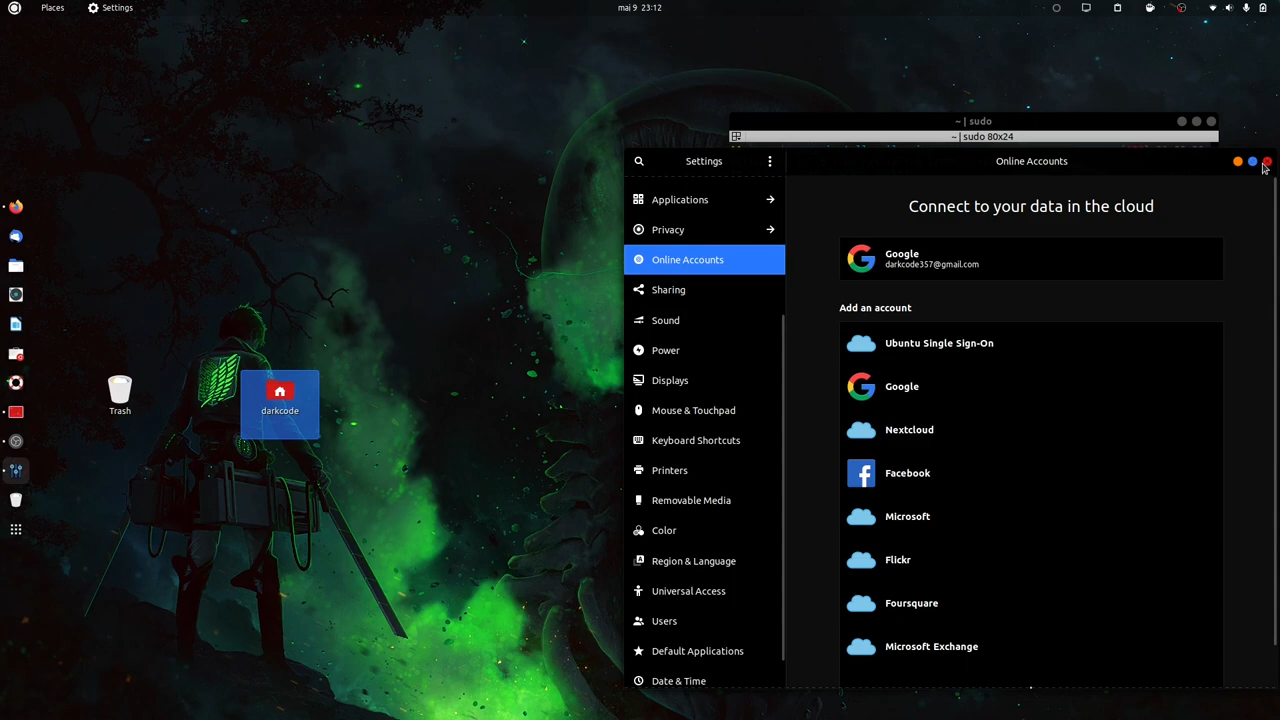 Places
Settings
mai 9 23:12
~ | sudo
~ | sudo 80x24
Settings
Online Accounts
Applications
Privacy
Online Accounts
Sharing
Sound
Power
Displays
Mouse & Touchpad
Keyboard Shortcuts
Printers
Removable Media
Color
Region & Language
Universal Access
Users
Default Applications
Date & Time
Connect to your data in the cloud
Google
darkcode357@gmail.com
Add an account
Ubuntu Single Sign-On
Google
Nextcloud
Facebook
Microsoft
Flickr
Foursquare
Microsoft Exchange
Trash
darkcode